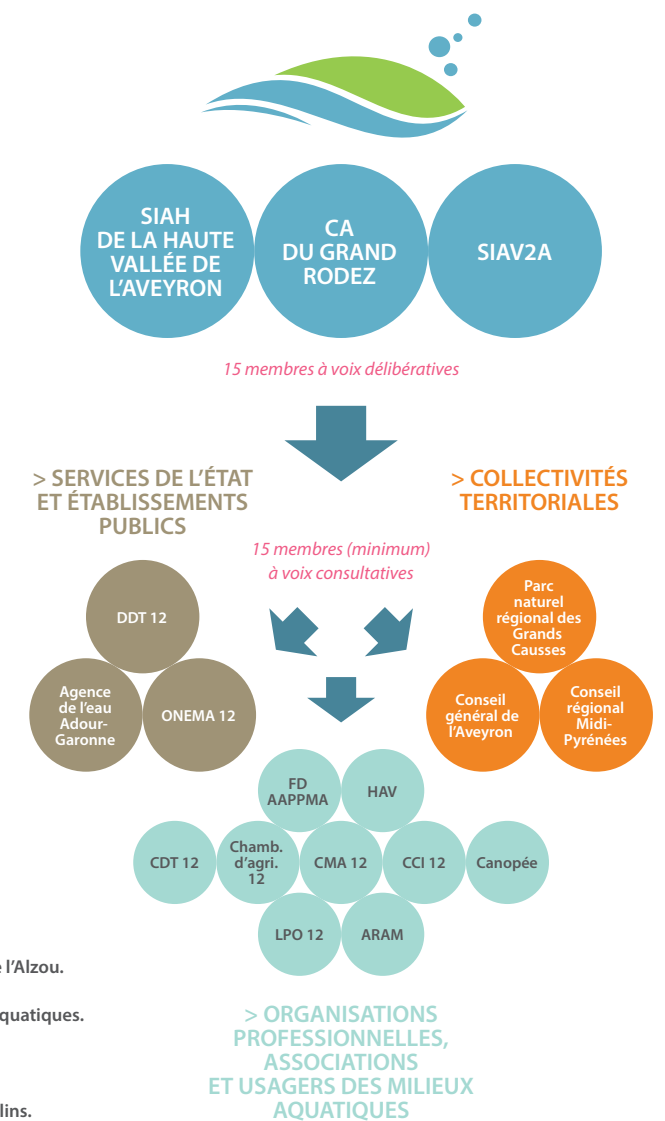 SIAH
DE LA HAUTE
VALLÉE DE
L'AVEYRON
CA
DU GRAND
RODEZ
SIAV2A
15 membres à voix délibératives
> SERVICES DE L'ÉTAT
ET ÉTABLISSEMENTS
PUBLICS
> COLLECTIVITÉS
TERRITORIALES
15 membres (minimum)
à voix consultatives
DDT 12
Agence
de l'eau
Adour-
Garonne
ONEMA 12
Parc
naturel
régional des
Grands
Causses
Conseil
général de
l'Aveyron
Conseil
régional
Midi-
Pyrénées
FD
AAPPMA
HAV
CDT 12
Chamb.
d'agri.
12
CMA 12
CCI 12
Canopée
LPO 12
ARAM
l'Alzou.
quatiques.
lins.
> ORGANISATIONS
PROFESSIONNELLES,
ASSOCIATIONS
ET USAGERS DES MILIEUX
AQUATIQUES